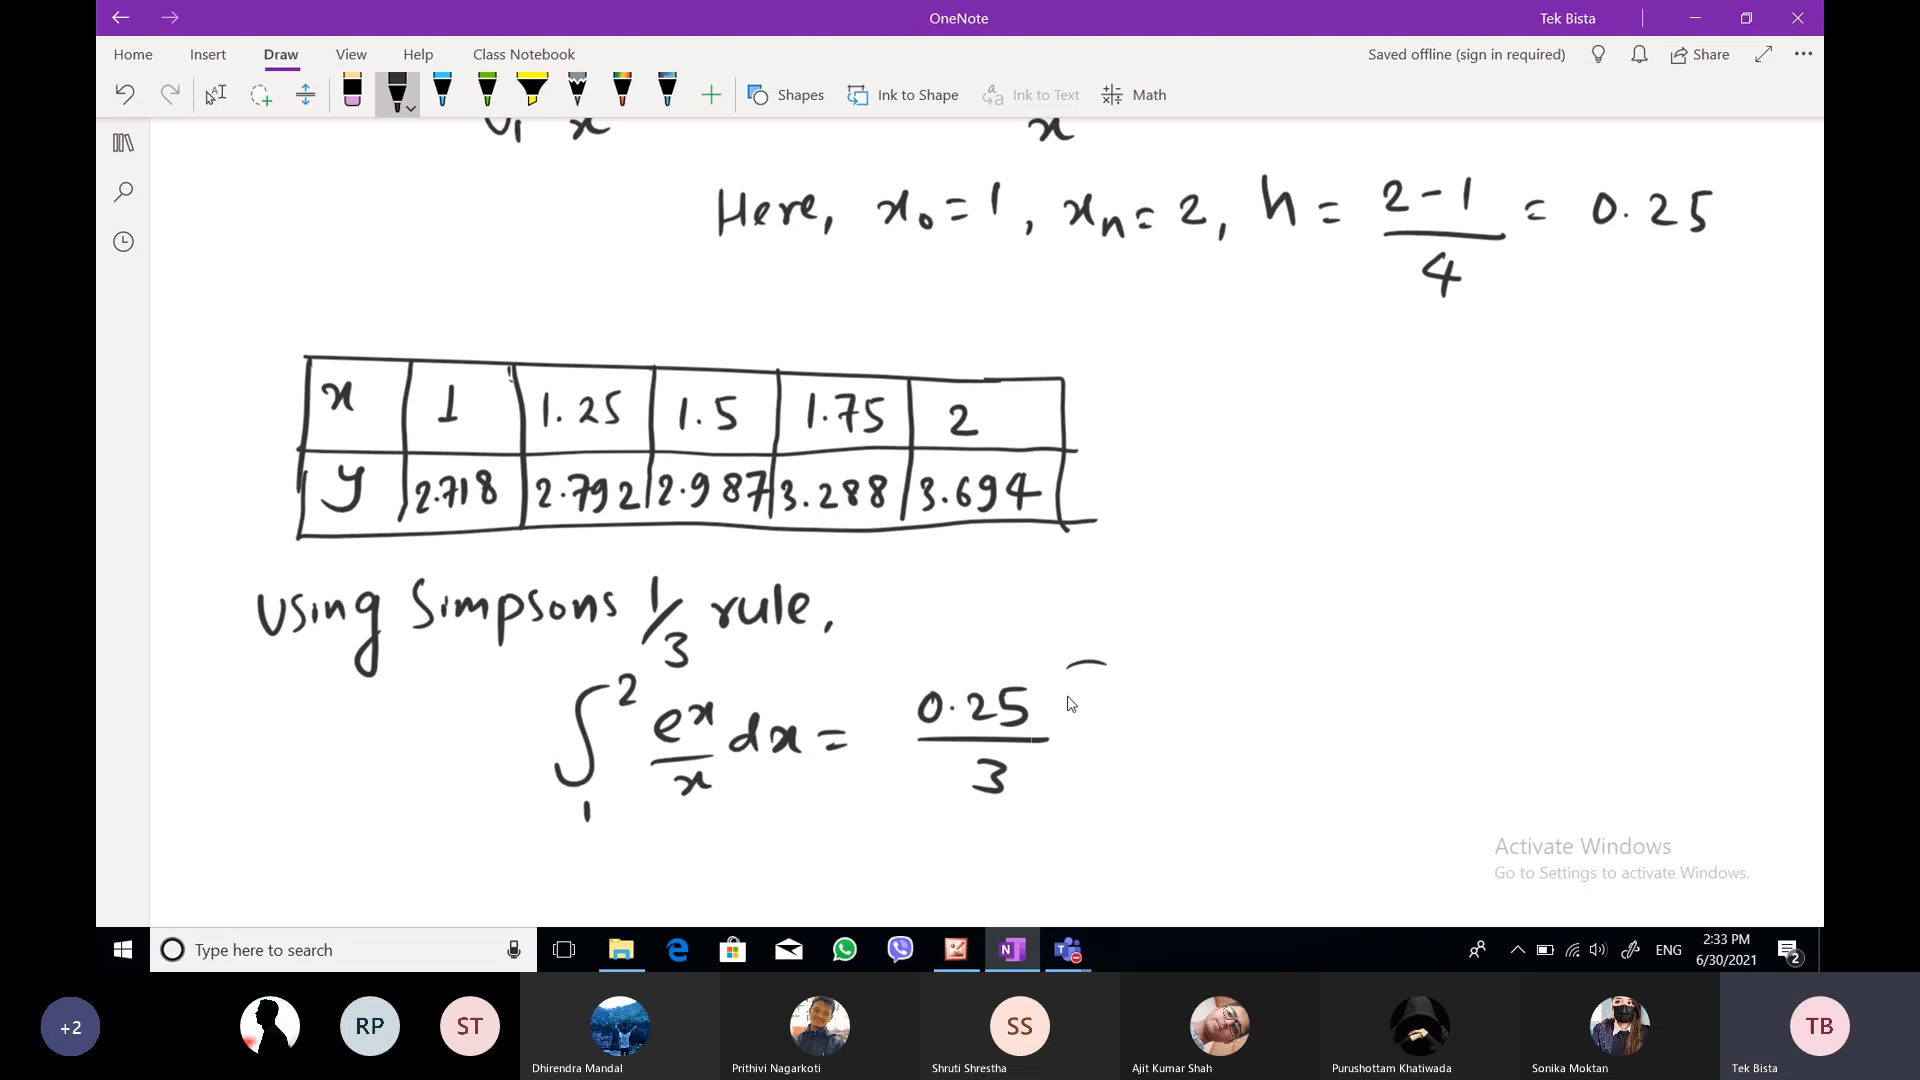 OneNote
Tek Bista
Home Insert Draw View Help Class Notebook
Saved offline (sign in required)
Share
Shapes
Ink to Shape
Ink to Text
Math
x
x
Here, x₀ = 1, xₙ = 2, h = (2 - 1)/4 = 0.25
x 1 1.25 1.5 1.75 2
y 2.718 2.792 2.987 3.288 3.694
Using Simpsons 1/3 rule,
∫₁² eˣ/x dx = 0.25/3
Activate Windows
Go to Settings to activate Windows.
Type here to search
ENG
2:33 PM
6/30/2021
2
+2
RP
ST
SS
TB
Dhirendra Mandal
Prithivi Nagarkoti
Shruti Shrestha
Ajit Kumar Shah
Purushottam Khatiwada
Sonika Moktan
Tek Bista